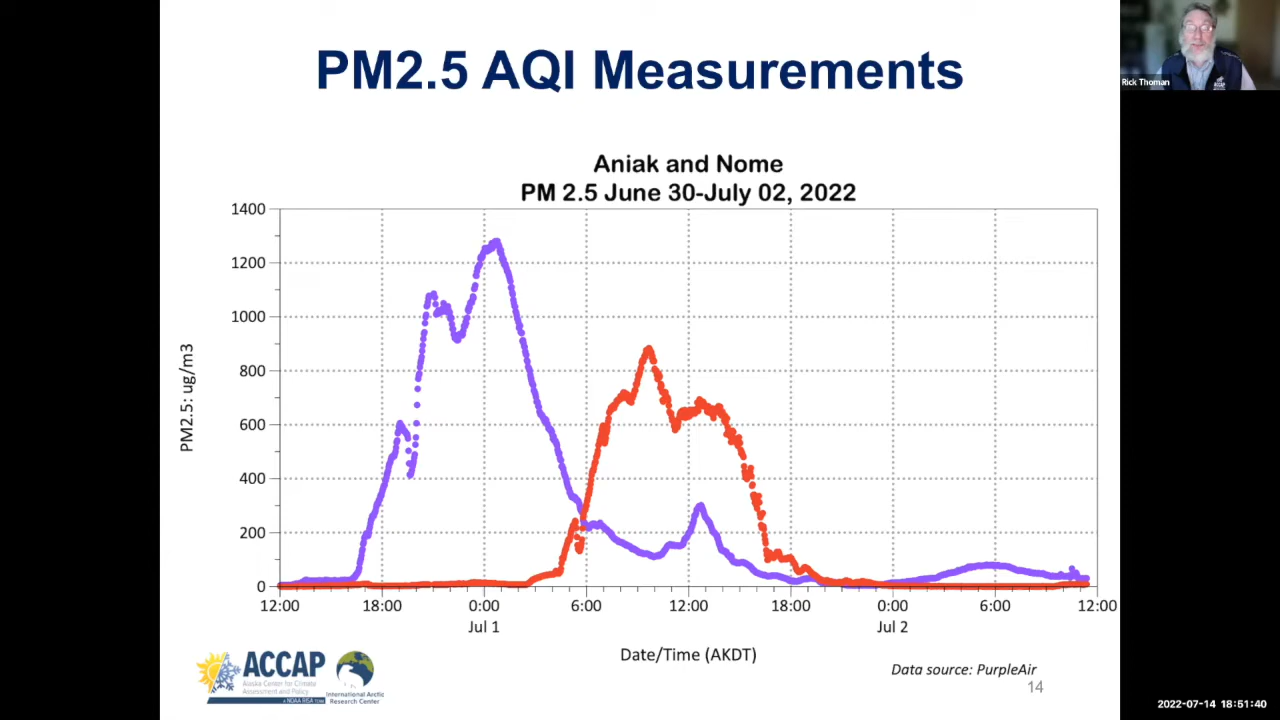 PM2.5 AQI Measurements
Rick Thoman
Aniak and Nome
PM 2.5 June 30-July 02, 2022
1400
1200
1000
800
600
400
200
0
PM2.5: ug/m3
12:00 18:00 0:00 6:00 12:00 18:00 0:00 6:00 12:00
Jul 1 Jul 2
Date/Time (AKDT)
Data source: PurpleAir
14
ACCAP
Alaska Center for Climate
Assessment and Policy
A NOAA RISA TEAM
International Arctic
Research Center
2022-07-14 18:51:40